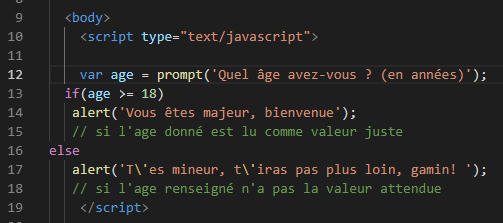 9 <body>
10 <script type="text/javascript">
11
12 var age = prompt('Quel âge avez-vous ? (en années)');
13 if(age >= 18)
14 alert('Vous êtes majeur, bienvenue');
15 // si l'age donné est lu comme valeur juste
16 else
17 alert('T\'es mineur, t\'iras pas plus loin, gamin! ');
18 // si l'age renseigné n'a pas la valeur attendue
19 </script>